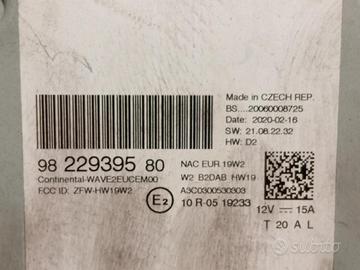 Made in CZECH REP.
BS....20060008725
Date: 2020-02-16
SW: 21.08.22.32
HW: D2
98 229395 80
Continental-WAVE2EUCEM00
FCC ID: ZFW-HW19W2
NAC EUR 19W2
W2 B2DAB HW19
A3C0300530303
10 R-05 19233
E2
12V ⎓ 15A
T 20 A L
subito